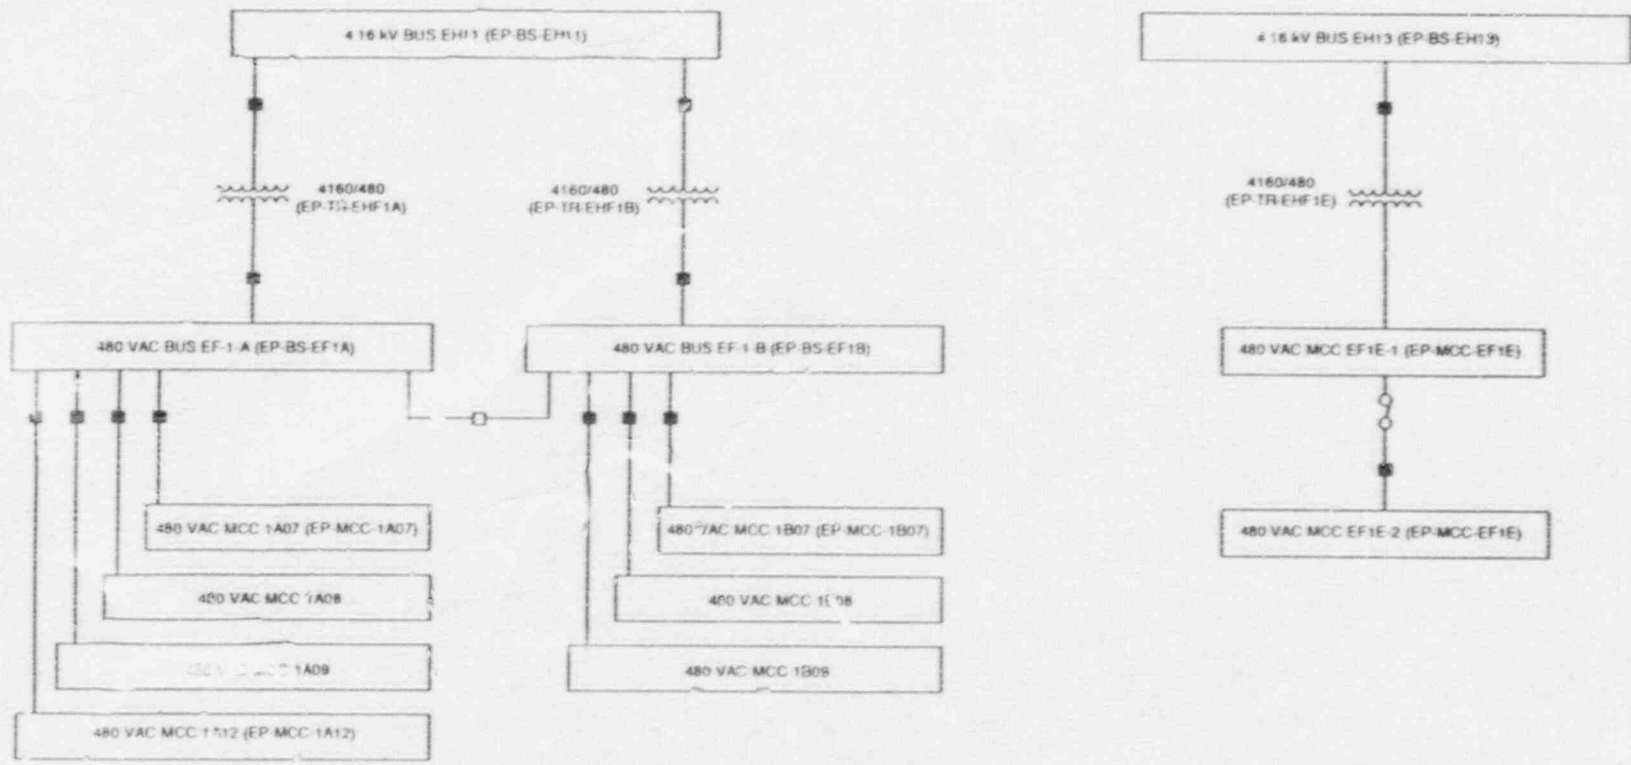 4.16 kV BUS EH11 (EP-BS-EH11)
4.16 kV BUS EH13 (EP-BS-EH13)
4160/480
(EP-TR-EHF1A)
4160/480
(EP-TR-EHF1B)
4160/480
(EP-TR-EHF1E)
480 VAC BUS EF-1-A (EP-BS-EF1A)
480 VAC BUS EF-1-B (EP-BS-EF1B)
480 VAC MCC EF1E-1 (EP-MCC-EF1E)
480 VAC MCC 1A07 (EP-MCC-1A07)
480 VAC MCC 1B07 (EP-MCC-1B07)
480 VAC MCC EF1E-2 (EP-MCC-EF1E)
480 VAC MCC 1A08
480 VAC MCC 1B08
480 1A09
480 VAC MCC 1B09
480 VAC MCC 1A12 (EP-MCC-1A12)